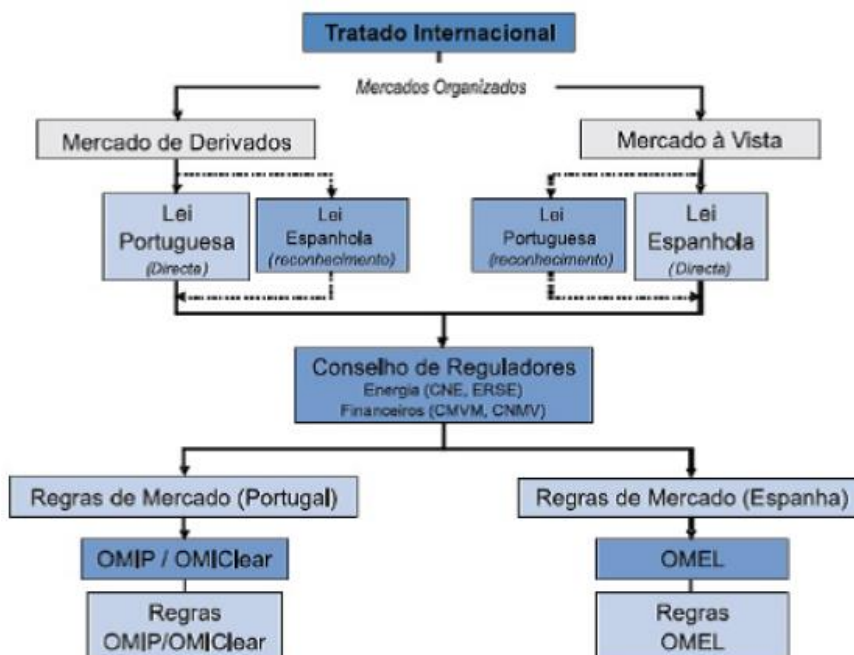 Tratado Internacional
Mercados Organizados
Mercado de Derivados
Mercado à Vista
Lei
Portuguesa
(Directa)
Lei
Espanhola
(reconhecimento)
Lei
Portuguesa
(reconhecimento)
Lei
Espanhola
(Directa)
Conselho de Reguladores
Energia (CNE, ERSE)
Financeiros (CMVM, CNMV)
Regras de Mercado (Portugal)
Regras de Mercado (Espanha)
OMIP / OMIClear
OMEL
Regras
OMIP/OMIClear
Regras
OMEL